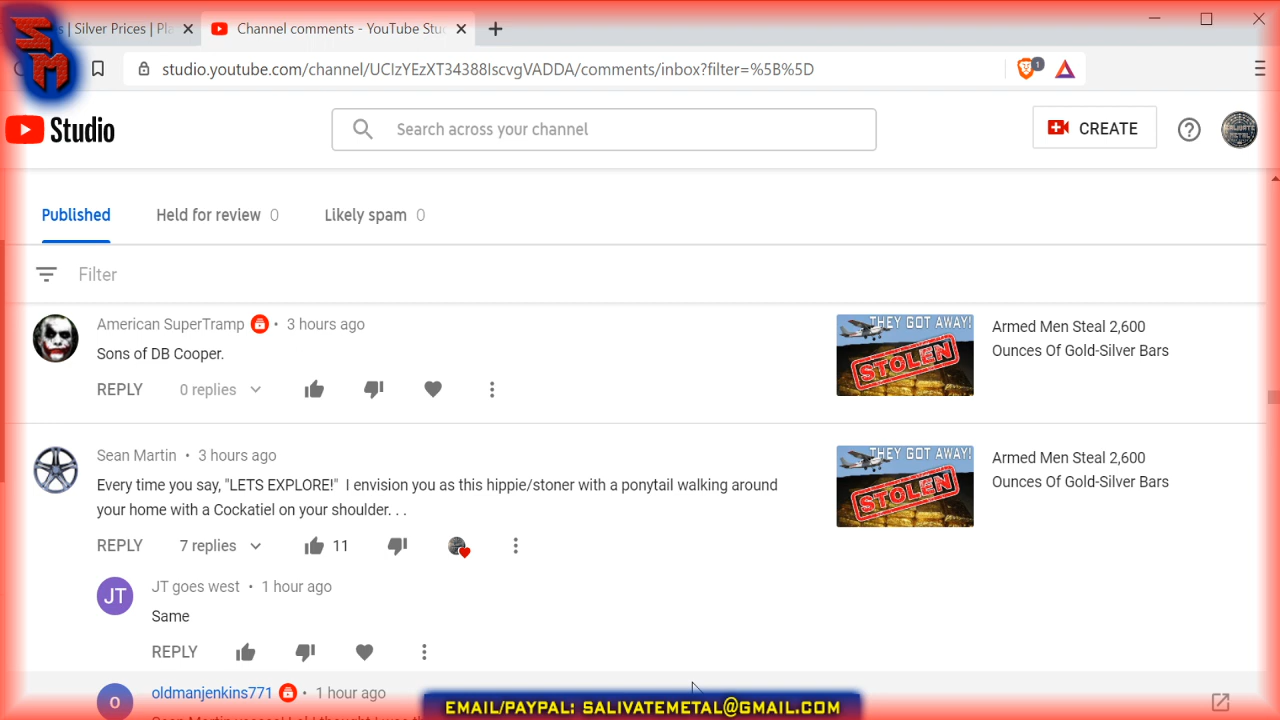 SM
s | Silver Prices | Pla
Channel comments - YouTube Stud
studio.youtube.com/channel/UCIzYEzXT34388IscvgVADDA/comments/inbox?filter=%5B%5D
1
Studio
Search across your channel
CREATE
SALIVATE
METAL
Published
Held for review 0
Likely spam 0
Filter
American SuperTramp • 3 hours ago
Sons of DB Cooper.
REPLY 0 replies
THEY GOT AWAY!
STOLEN
Armed Men Steal 2,600
Ounces Of Gold-Silver Bars
Sean Martin • 3 hours ago
Every time you say, "LETS EXPLORE!" I envision you as this hippie/stoner with a ponytail walking around
your home with a Cockatiel on your shoulder. . .
REPLY 7 replies 11
THEY GOT AWAY!
STOLEN
Armed Men Steal 2,600
Ounces Of Gold-Silver Bars
JT
JT goes west • 1 hour ago
Same
REPLY
o
oldmanjenkins771 • 1 hour ago
EMAIL/PAYPAL: SALIVATEMETAL@GMAIL.COM